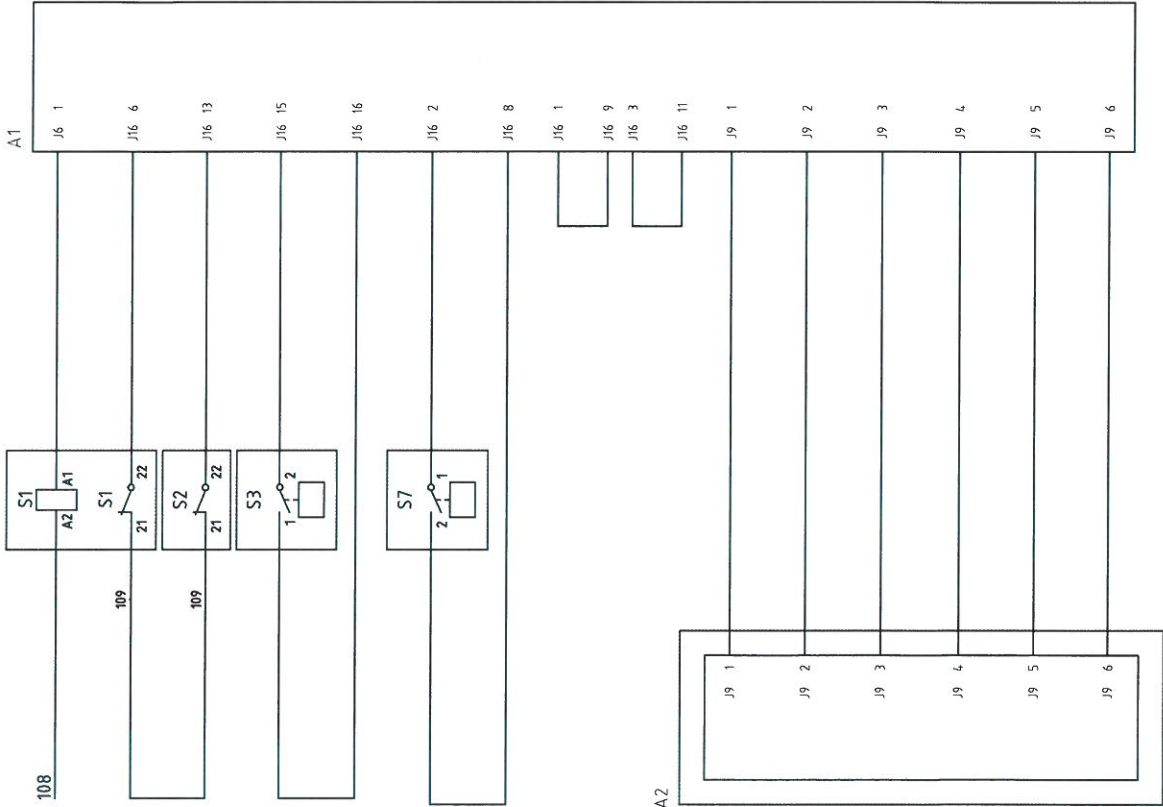 A1
J6 1
J16 6
J16 13
J16 15
J16 16
J16 2
J16 8
J16 1
J16 9
J16 3
J16 11
J9 1
J9 2
J9 3
J9 4
J9 5
J9 6
S1
A2 A1
S1
21 22
S2
21 22
S3
1 2
S7
2 1
109
109
108
A2
J9 1
J9 2
J9 3
J9 4
J9 5
J9 6